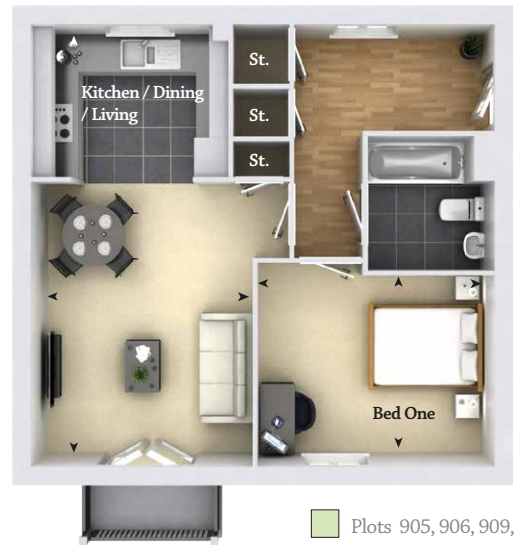 St.
Kitchen / Dining
/ Living
St.
St.
Bed One
Plots 905, 906, 909,